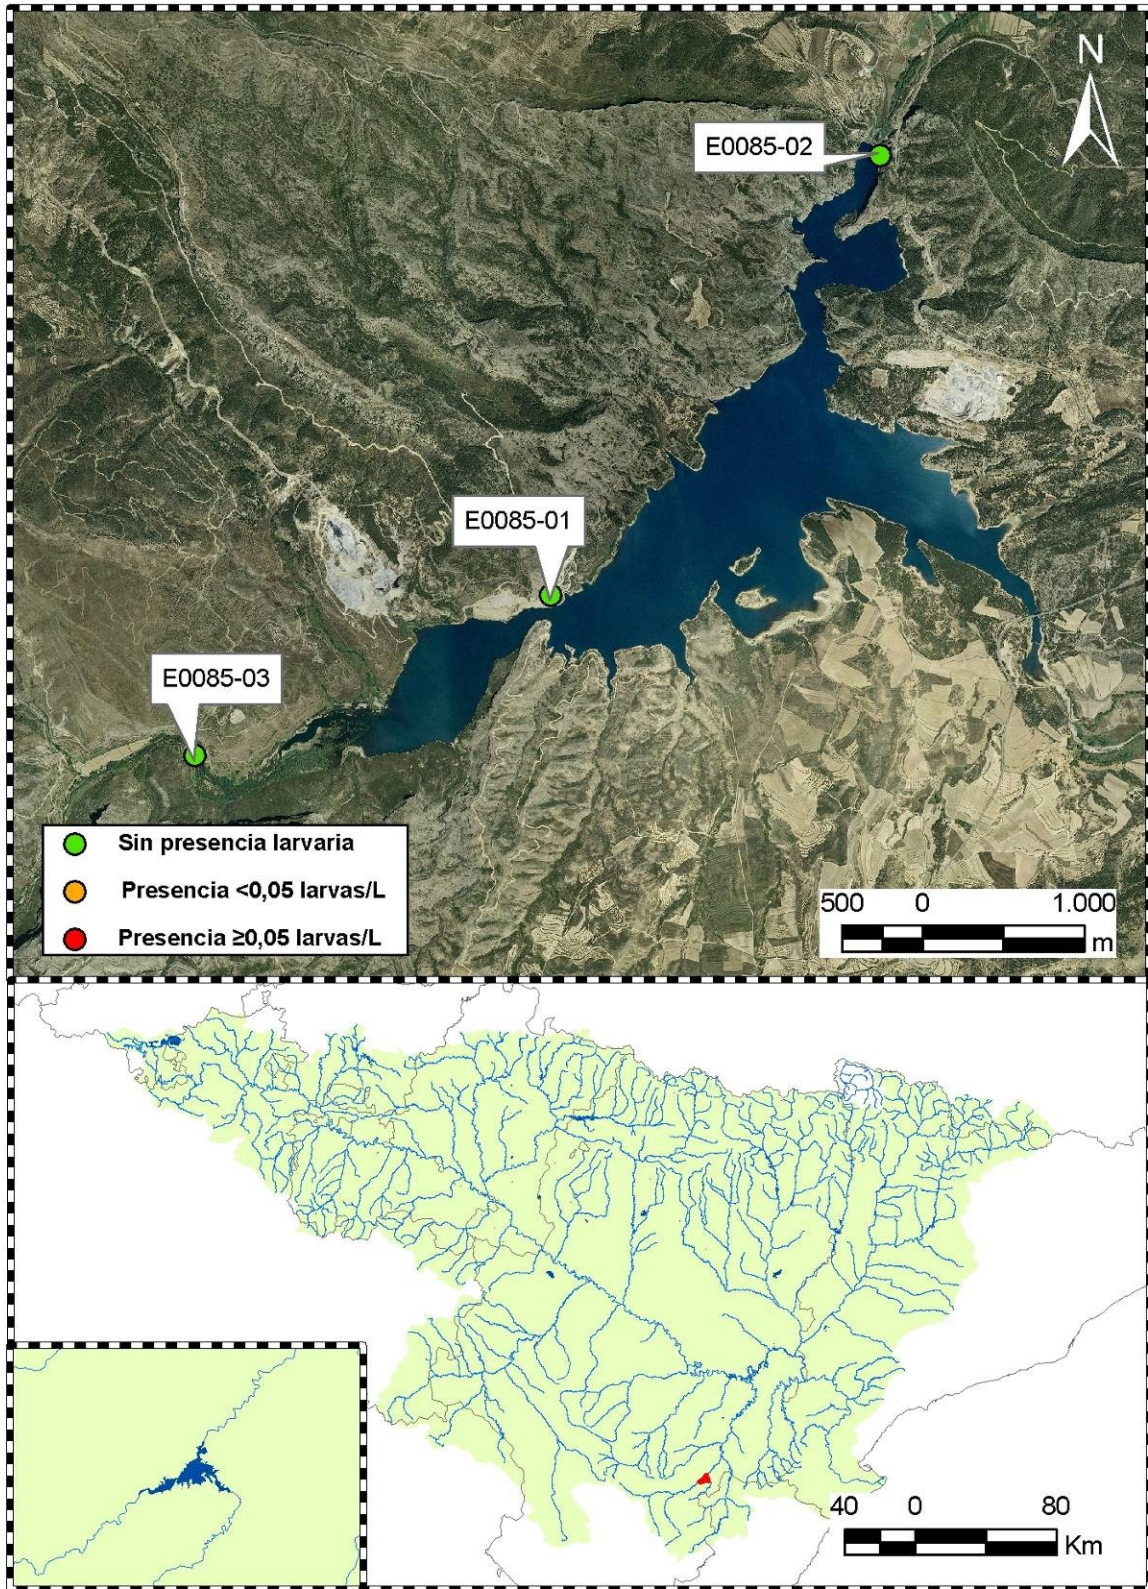 N
E0085-02
E0085-01
E0085-03
Sin presencia larvaria
Presencia <0,05 larvas/L
Presencia ≥0,05 larvas/L
500 0 1.000
m
40 0 80
Km